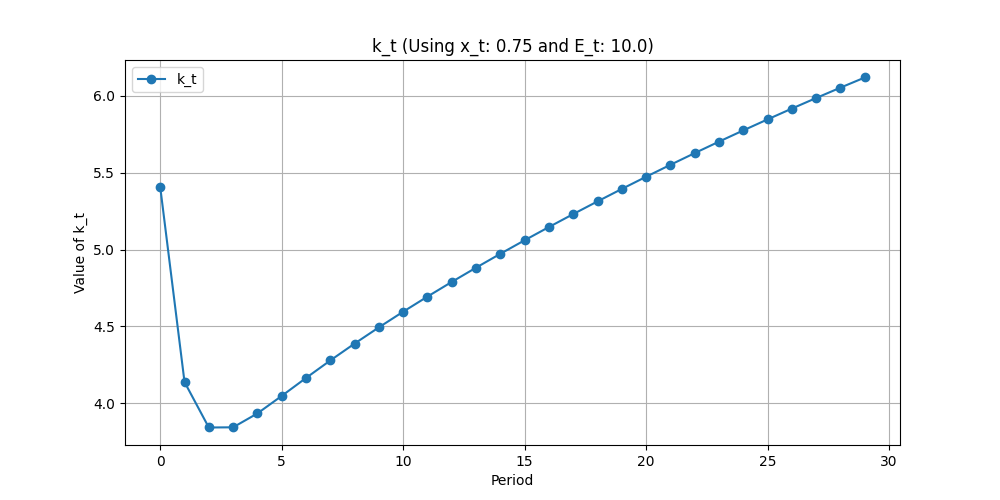 k_t (Using x_t: 0.75 and E_t: 10.0)
k_t
Value of k_t
6.0
5.5
5.0
4.5
4.0
0 5 10 15 20 25 30
Period